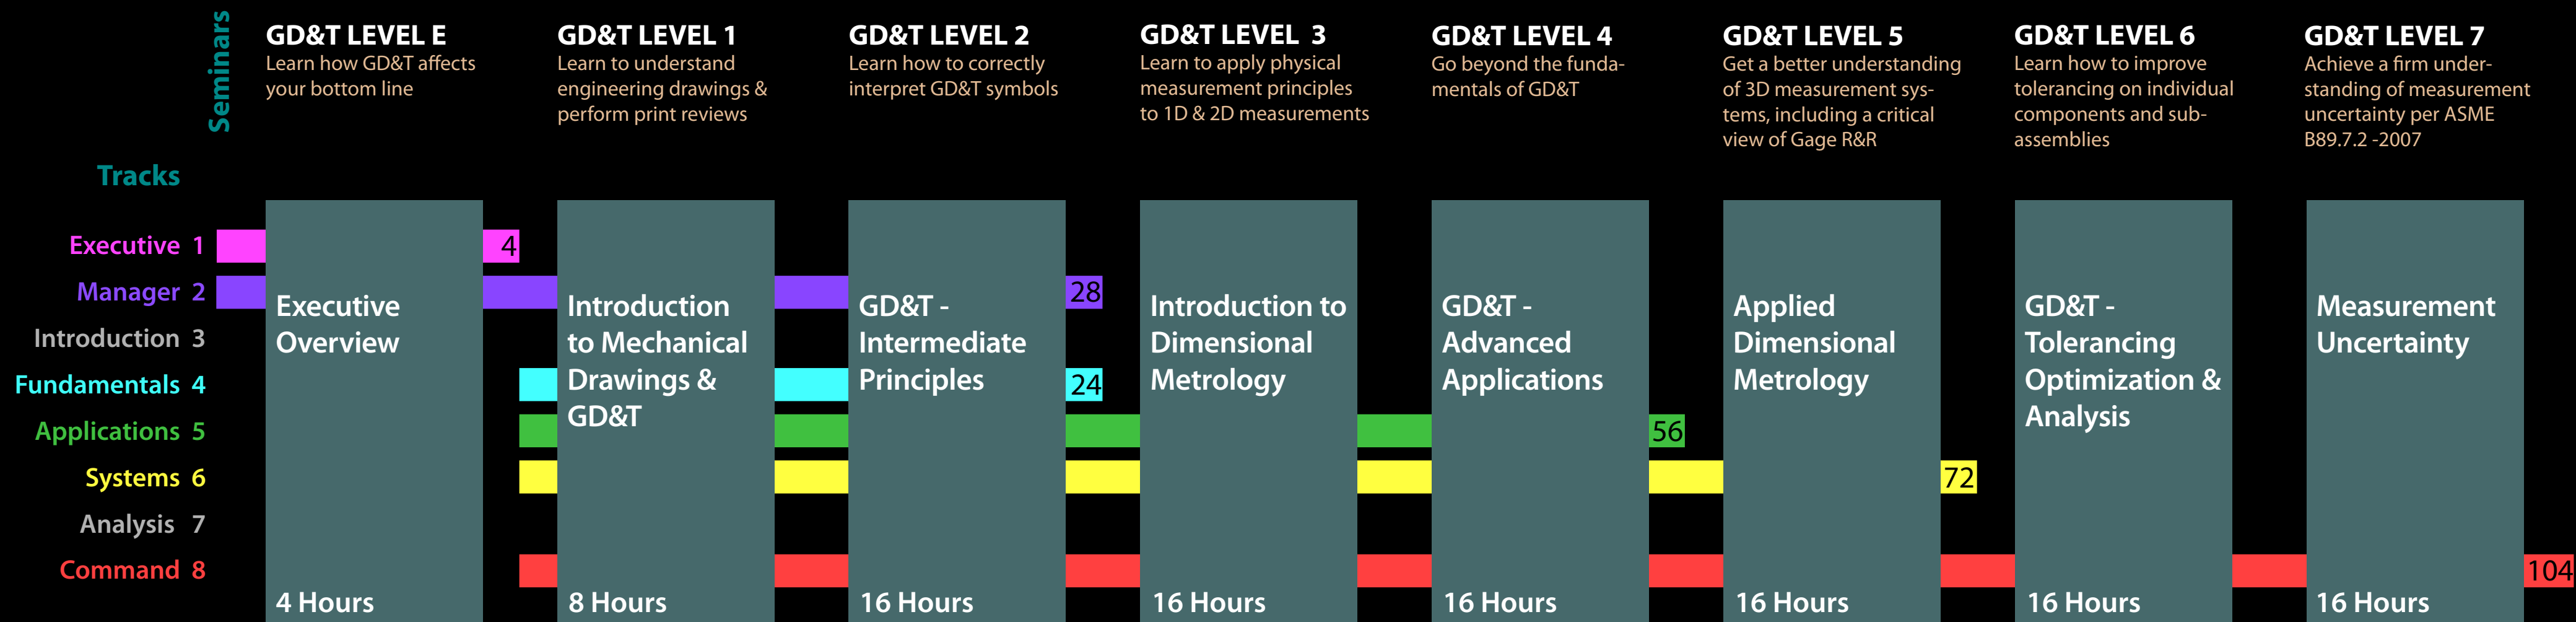 Seminars
GD&T LEVEL E
Learn how GD&T affects
your bottom line
GD&T LEVEL 1
Learn to understand
engineering drawings &
perform print reviews
GD&T LEVEL 2
Learn how to correctly
interpret GD&T symbols
GD&T LEVEL 3
Learn to apply physical
measurement principles
to 1D & 2D measurements
GD&T LEVEL 4
Go beyond the funda-
mentals of GD&T
GD&T LEVEL 5
Get a better understanding
of 3D measurement sys-
tems, including a critical
view of Gage R&R
GD&T LEVEL 6
Learn how to improve
tolerancing on individual
components and sub-
assemblies
GD&T LEVEL 7
Achieve a firm under-
standing of measurement
uncertainty per ASME
B89.7.2 -2007
Tracks
Executive 1
Manager 2
Introduction 3
Fundamentals 4
Applications 5
Systems 6
Analysis 7
Command 8
Executive
Overview
4 Hours
Introduction
to Mechanical
Drawings &
GD&T
8 Hours
GD&T -
Intermediate
Principles
16 Hours
Introduction to
Dimensional
Metrology
16 Hours
GD&T -
Advanced
Applications
16 Hours
Applied
Dimensional
Metrology
16 Hours
GD&T -
Tolerancing
Optimization &
Analysis
16 Hours
Measurement
Uncertainty
16 Hours
4
28
24
56
72
104